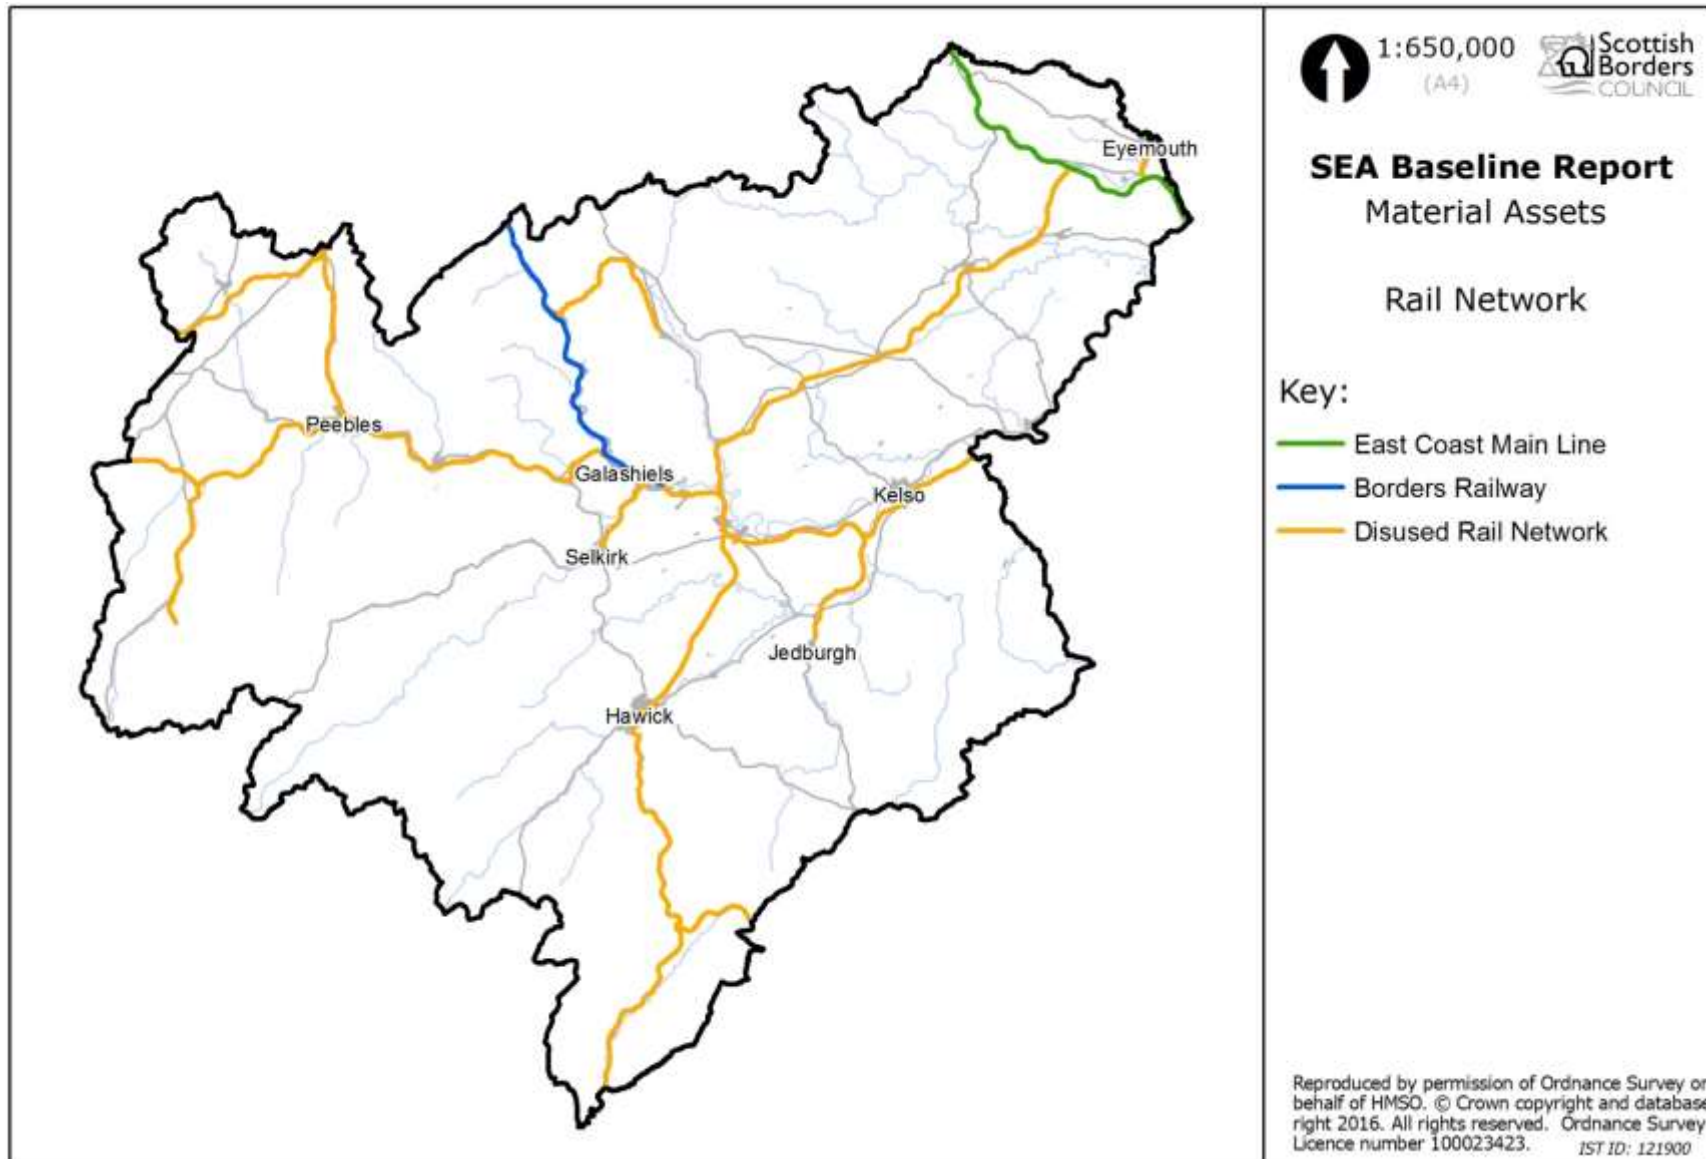 1:650,000
(A4)
Scottish
Borders
COUNCIL
SEA Baseline Report
Material Assets
Rail Network
Key:
East Coast Main Line
Borders Railway
Disused Rail Network
Eyemouth
Peebles
Galashiels
Kelso
Selkirk
Jedburgh
Hawick
Reproduced by permission of Ordnance Survey on
behalf of HMSO. © Crown copyright and database
right 2016. All rights reserved. Ordnance Survey
Licence number 100023423. IST ID: 121900